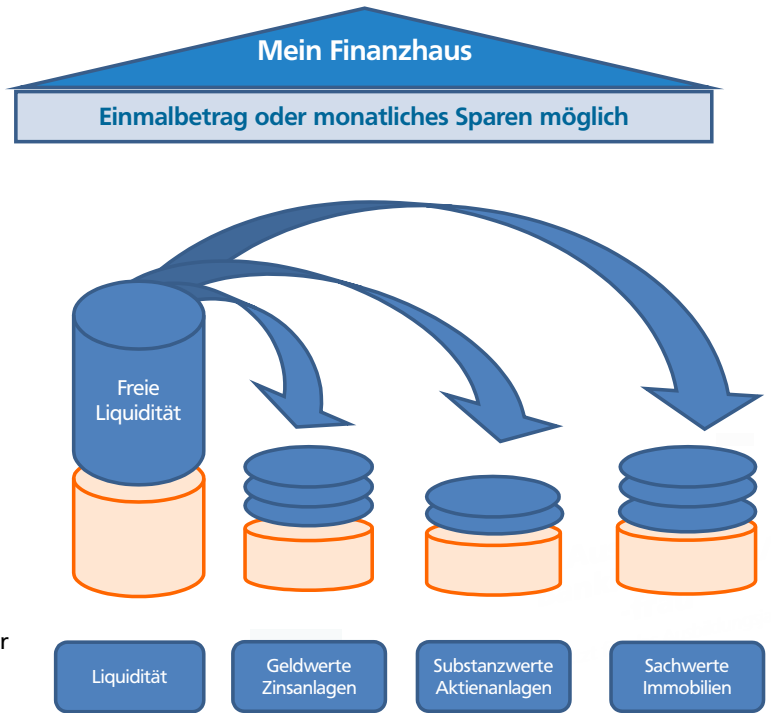 Mein Finanzhaus
Einmalbetrag oder monatliches Sparen möglich
Freie
Liquidität
r
Liquidität
Geldwerte
Zinsanlagen
Substanzwerte
Aktienanlagen
Sachwerte
Immobilien